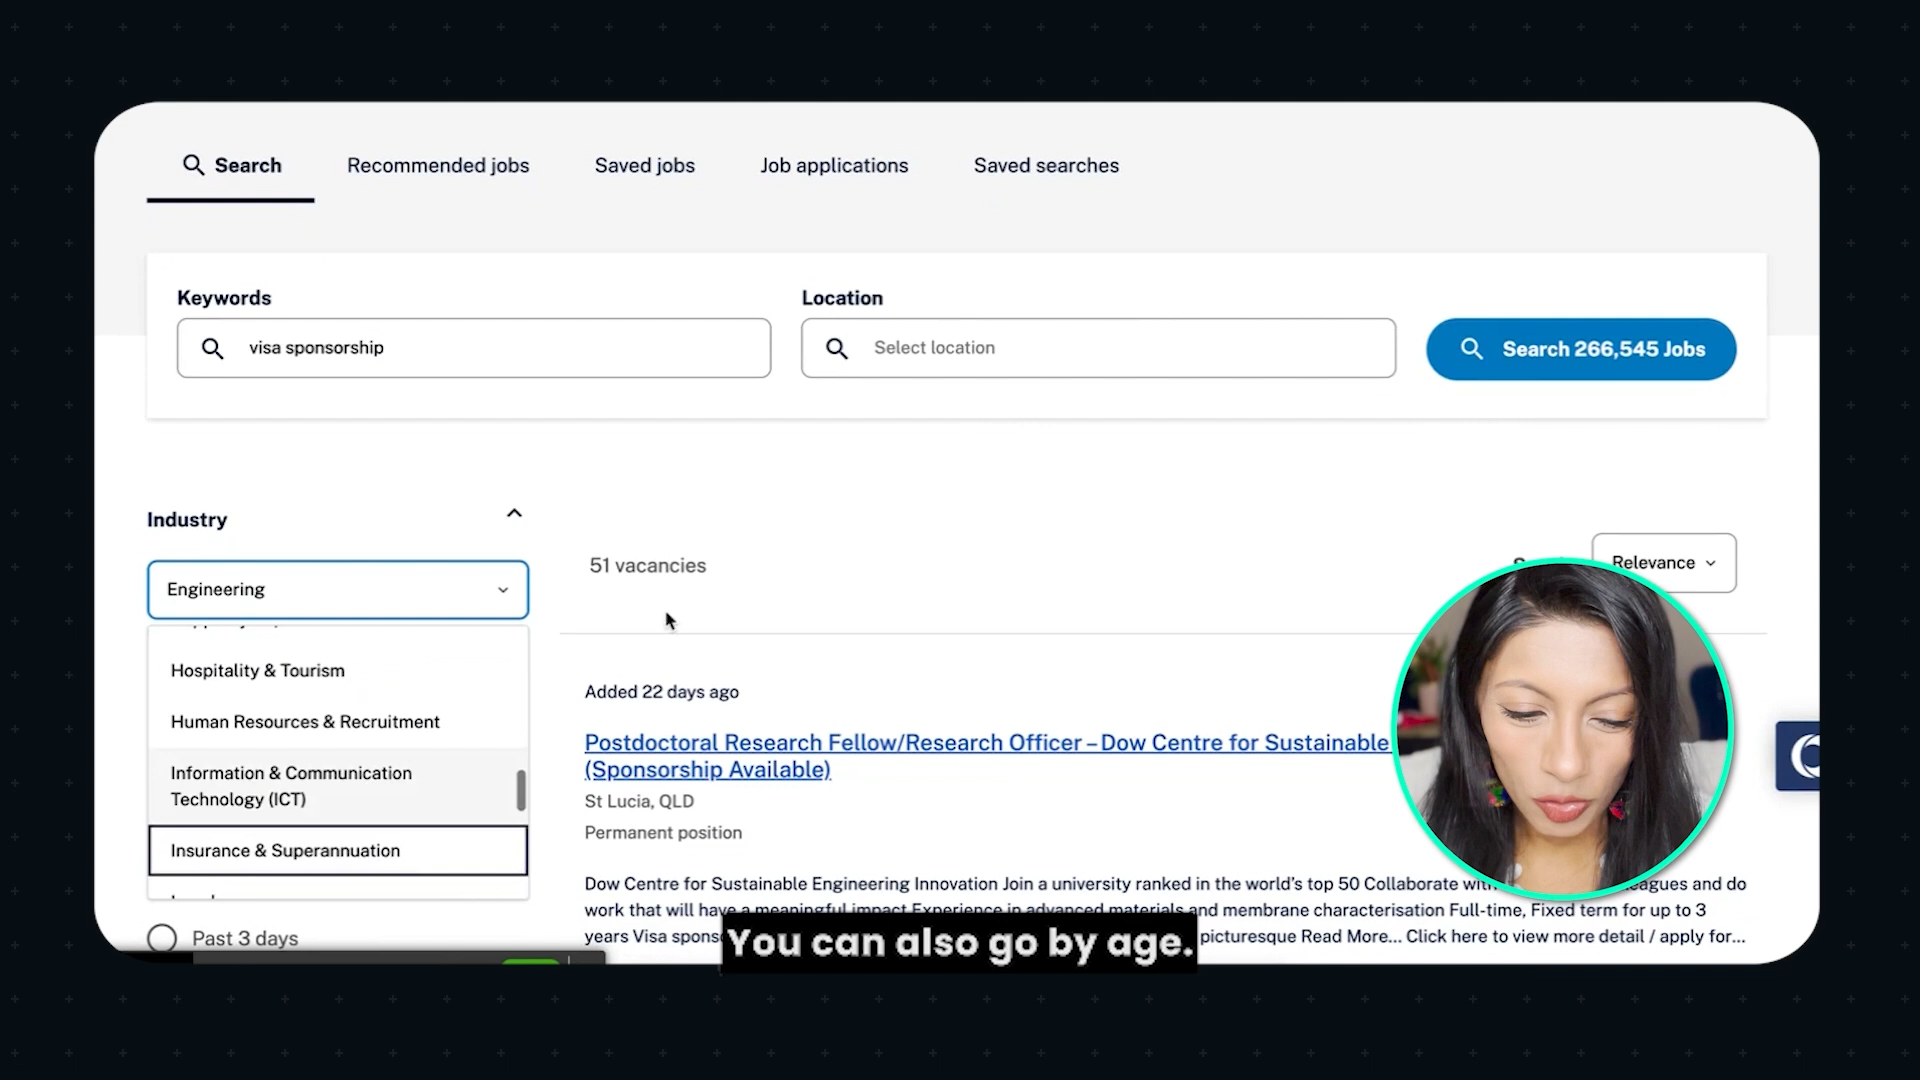 Search
Recommended jobs
Saved jobs
Job applications
Saved searches
Keywords
Location
visa sponsorship
Select location
Search 266,545 Jobs
Industry
Engineering
Hospitality & Tourism
Human Resources & Recruitment
Information & Communication
Technology (ICT)
Insurance & Superannuation
Past 3 days
51 vacancies
Relevance
Added 22 days ago
Postdoctoral Research Fellow/Research Officer – Dow Centre for Sustainable
(Sponsorship Available)
St Lucia, QLD
Permanent position
Dow Centre for Sustainable Engineering Innovation Join a university ranked in the world's top 50 Collaborate and do
work that will have a meaningful impact Experience in advanced materials and membrane characterisation Full-time, Fixed term for up to 3
years Visa picturesque Read More... Click here to view more detail / apply for...
You can also go by age.